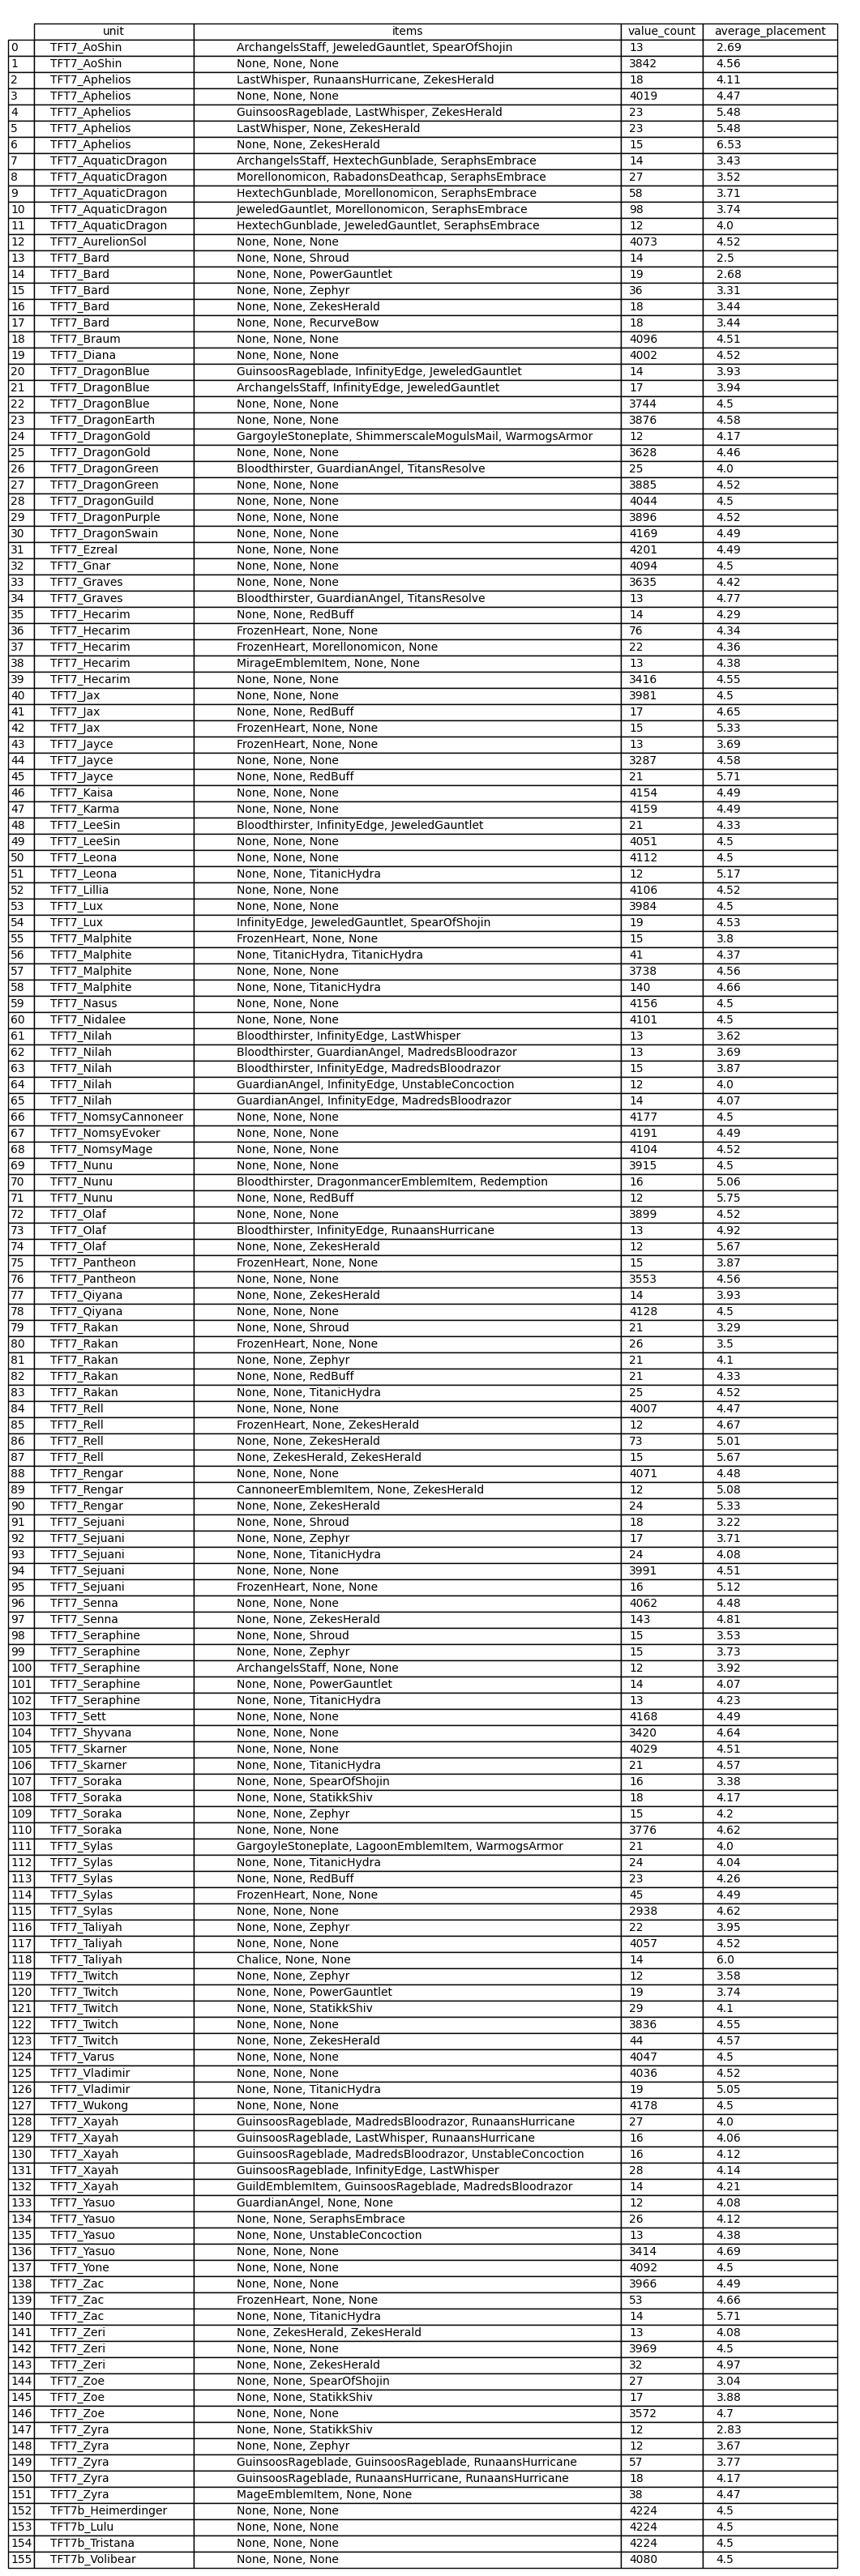 unit items value_count average_placement
0 TFT7_AoShin ArchangelsStaff, JeweledGauntlet, SpearOfShojin 13 2.69
1 TFT7_AoShin None, None, None 3842 4.56
2 TFT7_Aphelios LastWhisper, RunaansHurricane, ZekesHerald 18 4.11
3 TFT7_Aphelios None, None, None 4019 4.47
4 TFT7_Aphelios GuinsoosRageblade, LastWhisper, ZekesHerald 23 5.48
5 TFT7_Aphelios LastWhisper, None, ZekesHerald 23 5.48
6 TFT7_Aphelios None, None, ZekesHerald 15 6.53
7 TFT7_AquaticDragon ArchangelsStaff, HextechGunblade, SeraphsEmbrace 14 3.43
8 TFT7_AquaticDragon Morellonomicon, RabadonsDeathcap, SeraphsEmbrace 27 3.52
9 TFT7_AquaticDragon HextechGunblade, Morellonomicon, SeraphsEmbrace 58 3.71
10 TFT7_AquaticDragon JeweledGauntlet, Morellonomicon, SeraphsEmbrace 98 3.74
11 TFT7_AquaticDragon HextechGunblade, JeweledGauntlet, SeraphsEmbrace 12 4.0
12 TFT7_AurelionSol None, None, None 4073 4.52
13 TFT7_Bard None, None, Shroud 14 2.5
14 TFT7_Bard None, None, PowerGauntlet 19 2.68
15 TFT7_Bard None, None, Zephyr 36 3.31
16 TFT7_Bard None, None, ZekesHerald 18 3.44
17 TFT7_Bard None, None, RecurveBow 18 3.44
18 TFT7_Braum None, None, None 4096 4.51
19 TFT7_Diana None, None, None 4002 4.52
20 TFT7_DragonBlue GuinsoosRageblade, InfinityEdge, JeweledGauntlet 14 3.93
21 TFT7_DragonBlue ArchangelsStaff, InfinityEdge, JeweledGauntlet 17 3.94
22 TFT7_DragonBlue None, None, None 3744 4.5
23 TFT7_DragonEarth None, None, None 3876 4.58
24 TFT7_DragonGold GargoyleStoneplate, ShimmerscaleMogulsMail, WarmogsArmor 12 4.17
25 TFT7_DragonGold None, None, None 3628 4.46
26 TFT7_DragonGreen Bloodthirster, GuardianAngel, TitansResolve 25 4.0
27 TFT7_DragonGreen None, None, None 3885 4.52
28 TFT7_DragonGuild None, None, None 4044 4.5
29 TFT7_DragonPurple None, None, None 3896 4.52
30 TFT7_DragonSwain None, None, None 4169 4.49
31 TFT7_Ezreal None, None, None 4201 4.49
32 TFT7_Gnar None, None, None 4094 4.5
33 TFT7_Graves None, None, None 3635 4.42
34 TFT7_Graves Bloodthirster, GuardianAngel, TitansResolve 13 4.77
35 TFT7_Hecarim None, None, RedBuff 14 4.29
36 TFT7_Hecarim FrozenHeart, None, None 76 4.34
37 TFT7_Hecarim FrozenHeart, Morellonomicon, None 22 4.36
38 TFT7_Hecarim MirageEmblemItem, None, None 13 4.38
39 TFT7_Hecarim None, None, None 3416 4.55
40 TFT7_Jax None, None, None 3981 4.5
41 TFT7_Jax None, None, RedBuff 17 4.65
42 TFT7_Jax FrozenHeart, None, None 15 5.33
43 TFT7_Jayce FrozenHeart, None, None 13 3.69
44 TFT7_Jayce None, None, None 3287 4.58
45 TFT7_Jayce None, None, RedBuff 21 5.71
46 TFT7_Kaisa None, None, None 4154 4.49
47 TFT7_Karma None, None, None 4159 4.49
48 TFT7_LeeSin Bloodthirster, InfinityEdge, JeweledGauntlet 21 4.33
49 TFT7_LeeSin None, None, None 4051 4.5
50 TFT7_Leona None, None, None 4112 4.5
51 TFT7_Leona None, None, TitanicHydra 12 5.17
52 TFT7_Lillia None, None, None 4106 4.52
53 TFT7_Lux None, None, None 3984 4.5
54 TFT7_Lux InfinityEdge, JeweledGauntlet, SpearOfShojin 19 4.53
55 TFT7_Malphite FrozenHeart, None, None 15 3.8
56 TFT7_Malphite None, TitanicHydra, TitanicHydra 41 4.37
57 TFT7_Malphite None, None, None 3738 4.56
58 TFT7_Malphite None, None, TitanicHydra 140 4.66
59 TFT7_Nasus None, None, None 4156 4.5
60 TFT7_Nidalee None, None, None 4101 4.5
61 TFT7_Nilah Bloodthirster, InfinityEdge, LastWhisper 13 3.62
62 TFT7_Nilah Bloodthirster, GuardianAngel, MadredsBloodrazor 13 3.69
63 TFT7_Nilah Bloodthirster, InfinityEdge, MadredsBloodrazor 15 3.87
64 TFT7_Nilah GuardianAngel, InfinityEdge, UnstableConcoction 12 4.0
65 TFT7_Nilah GuardianAngel, InfinityEdge, MadredsBloodrazor 14 4.07
66 TFT7_NomsyCannoneer None, None, None 4177 4.5
67 TFT7_NomsyEvoker None, None, None 4191 4.49
68 TFT7_NomsyMage None, None, None 4104 4.52
69 TFT7_Nunu None, None, None 3915 4.5
70 TFT7_Nunu Bloodthirster, DragonmancerEmblemItem, Redemption 16 5.06
71 TFT7_Nunu None, None, RedBuff 12 5.75
72 TFT7_Olaf None, None, None 3899 4.52
73 TFT7_Olaf Bloodthirster, InfinityEdge, RunaansHurricane 13 4.92
74 TFT7_Olaf None, None, ZekesHerald 12 5.67
75 TFT7_Pantheon FrozenHeart, None, None 15 3.87
76 TFT7_Pantheon None, None, None 3553 4.56
77 TFT7_Qiyana None, None, ZekesHerald 14 3.93
78 TFT7_Qiyana None, None, None 4128 4.5
79 TFT7_Rakan None, None, Shroud 21 3.29
80 TFT7_Rakan FrozenHeart, None, None 26 3.5
81 TFT7_Rakan None, None, Zephyr 21 4.1
82 TFT7_Rakan None, None, RedBuff 21 4.33
83 TFT7_Rakan None, None, TitanicHydra 25 4.52
84 TFT7_Rell None, None, None 4007 4.47
85 TFT7_Rell FrozenHeart, None, ZekesHerald 12 4.67
86 TFT7_Rell None, None, ZekesHerald 73 5.01
87 TFT7_Rell None, ZekesHerald, ZekesHerald 15 5.67
88 TFT7_Rengar None, None, None 4071 4.48
89 TFT7_Rengar CannoneerEmblemItem, None, ZekesHerald 12 5.08
90 TFT7_Rengar None, None, ZekesHerald 24 5.33
91 TFT7_Sejuani None, None, Shroud 18 3.22
92 TFT7_Sejuani None, None, Zephyr 17 3.71
93 TFT7_Sejuani None, None, TitanicHydra 24 4.08
94 TFT7_Sejuani None, None, None 3991 4.51
95 TFT7_Sejuani FrozenHeart, None, None 16 5.12
96 TFT7_Senna None, None, None 4062 4.48
97 TFT7_Senna None, None, ZekesHerald 143 4.81
98 TFT7_Seraphine None, None, Shroud 15 3.53
99 TFT7_Seraphine None, None, Zephyr 15 3.73
100 TFT7_Seraphine ArchangelsStaff, None, None 12 3.92
101 TFT7_Seraphine None, None, PowerGauntlet 14 4.07
102 TFT7_Seraphine None, None, TitanicHydra 13 4.23
103 TFT7_Sett None, None, None 4168 4.49
104 TFT7_Shyvana None, None, None 3420 4.64
105 TFT7_Skarner None, None, None 4029 4.51
106 TFT7_Skarner None, None, TitanicHydra 21 4.57
107 TFT7_Soraka None, None, SpearOfShojin 16 3.38
108 TFT7_Soraka None, None, StatikkShiv 18 4.17
109 TFT7_Soraka None, None, Zephyr 15 4.2
110 TFT7_Soraka None, None, None 3776 4.62
111 TFT7_Sylas GargoyleStoneplate, LagoonEmblemItem, WarmogsArmor 21 4.0
112 TFT7_Sylas None, None, TitanicHydra 24 4.04
113 TFT7_Sylas None, None, RedBuff 23 4.26
114 TFT7_Sylas FrozenHeart, None, None 45 4.49
115 TFT7_Sylas None, None, None 2938 4.62
116 TFT7_Taliyah None, None, Zephyr 22 3.95
117 TFT7_Taliyah None, None, None 4057 4.52
118 TFT7_Taliyah Chalice, None, None 14 6.0
119 TFT7_Twitch None, None, Zephyr 12 3.58
120 TFT7_Twitch None, None, PowerGauntlet 19 3.74
121 TFT7_Twitch None, None, StatikkShiv 29 4.1
122 TFT7_Twitch None, None, None 3836 4.55
123 TFT7_Twitch None, None, ZekesHerald 44 4.57
124 TFT7_Varus None, None, None 4047 4.5
125 TFT7_Vladimir None, None, None 4036 4.52
126 TFT7_Vladimir None, None, TitanicHydra 19 5.05
127 TFT7_Wukong None, None, None 4178 4.5
128 TFT7_Xayah GuinsoosRageblade, MadredsBloodrazor, RunaansHurricane 27 4.0
129 TFT7_Xayah GuinsoosRageblade, LastWhisper, RunaansHurricane 16 4.06
130 TFT7_Xayah GuinsoosRageblade, MadredsBloodrazor, UnstableConcoction 16 4.12
131 TFT7_Xayah GuinsoosRageblade, InfinityEdge, LastWhisper 28 4.14
132 TFT7_Xayah GuildEmblemItem, GuinsoosRageblade, MadredsBloodrazor 14 4.21
133 TFT7_Yasuo GuardianAngel, None, None 12 4.08
134 TFT7_Yasuo None, None, SeraphsEmbrace 26 4.12
135 TFT7_Yasuo None, None, UnstableConcoction 13 4.38
136 TFT7_Yasuo None, None, None 3414 4.69
137 TFT7_Yone None, None, None 4092 4.5
138 TFT7_Zac None, None, None 3966 4.49
139 TFT7_Zac FrozenHeart, None, None 53 4.66
140 TFT7_Zac None, None, TitanicHydra 14 5.71
141 TFT7_Zeri None, ZekesHerald, ZekesHerald 13 4.08
142 TFT7_Zeri None, None, None 3969 4.5
143 TFT7_Zeri None, None, ZekesHerald 32 4.97
144 TFT7_Zoe None, None, SpearOfShojin 27 3.04
145 TFT7_Zoe None, None, StatikkShiv 17 3.88
146 TFT7_Zoe None, None, None 3572 4.7
147 TFT7_Zyra None, None, StatikkShiv 12 2.83
148 TFT7_Zyra None, None, Zephyr 12 3.67
149 TFT7_Zyra GuinsoosRageblade, GuinsoosRageblade, RunaansHurricane 57 3.77
150 TFT7_Zyra GuinsoosRageblade, RunaansHurricane, RunaansHurricane 18 4.17
151 TFT7_Zyra MageEmblemItem, None, None 38 4.47
152 TFT7b_Heimerdinger None, None, None 4224 4.5
153 TFT7b_Lulu None, None, None 4224 4.5
154 TFT7b_Tristana None, None, None 4224 4.5
155 TFT7b_Volibear None, None, None 4080 4.5